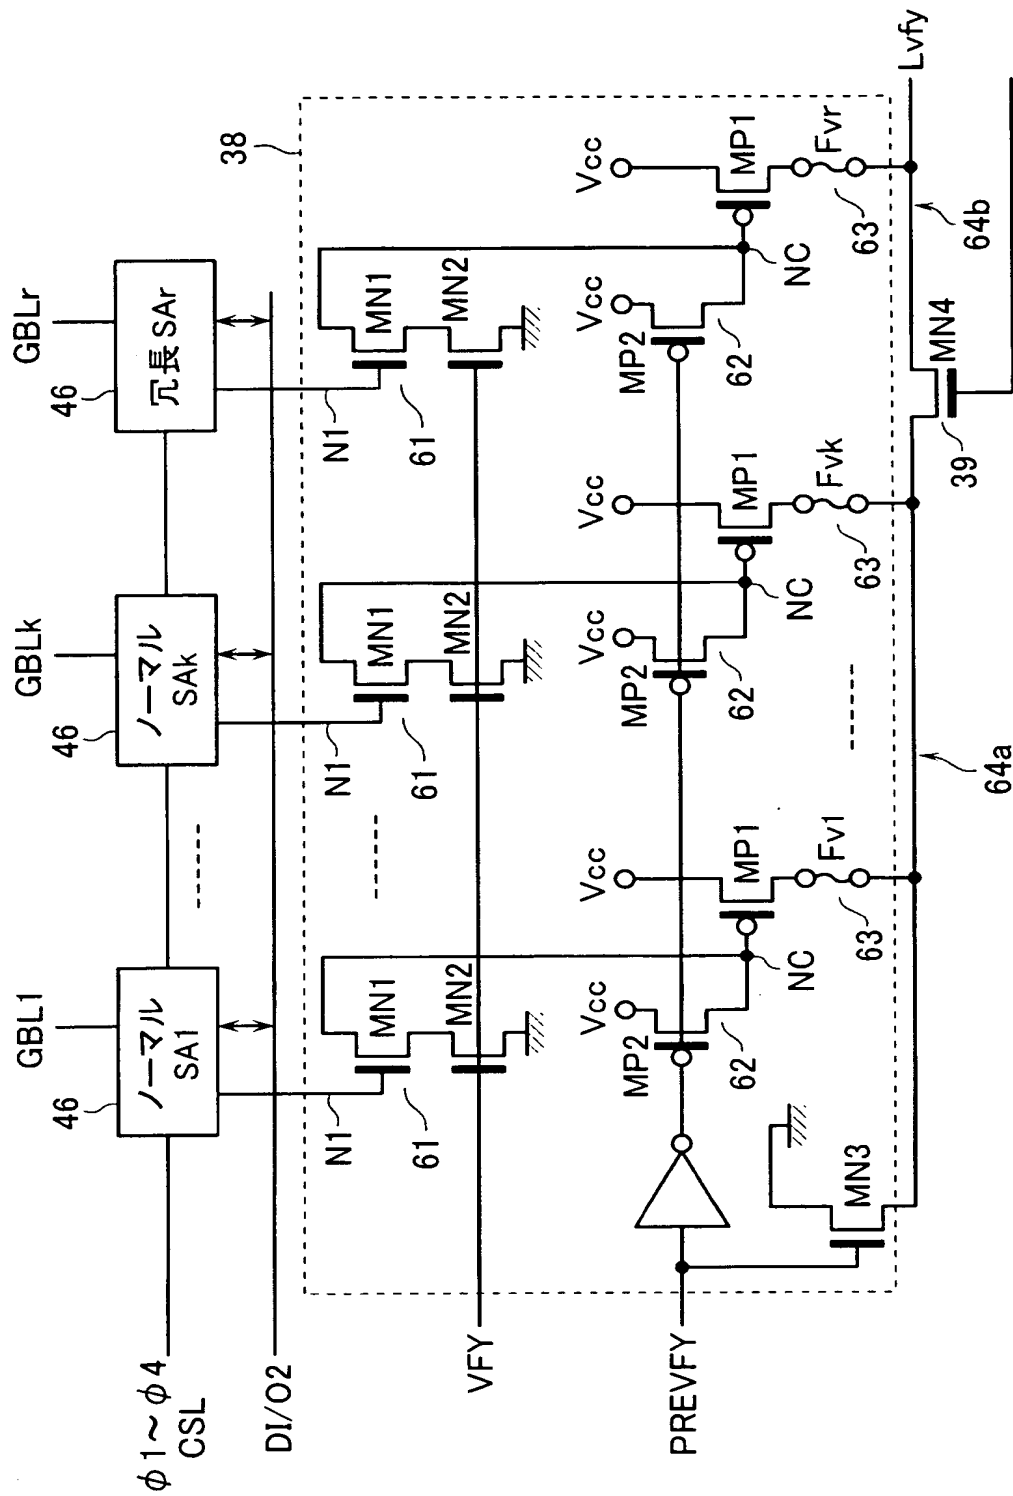 GBL1
GBLk
GBLr
46
46
46
ノーマル
SA1
ノーマル
SAk
冗長 SAr
38
φ1~φ4
CSL
DI/O2
N1
N1
N1
61
61
61
MN1
MN1
MN1
MN2
MN2
MN2
VFY
Vcc
Vcc
Vcc
Vcc
Vcc
Vcc
MP2
MP2
MP2
62
62
62
MP1
MP1
MP1
NC
NC
NC
PREVFY
Fv1
Fvk
Fvr
63
63
63
MN3
64a
64b
39
MN4
Lvfy